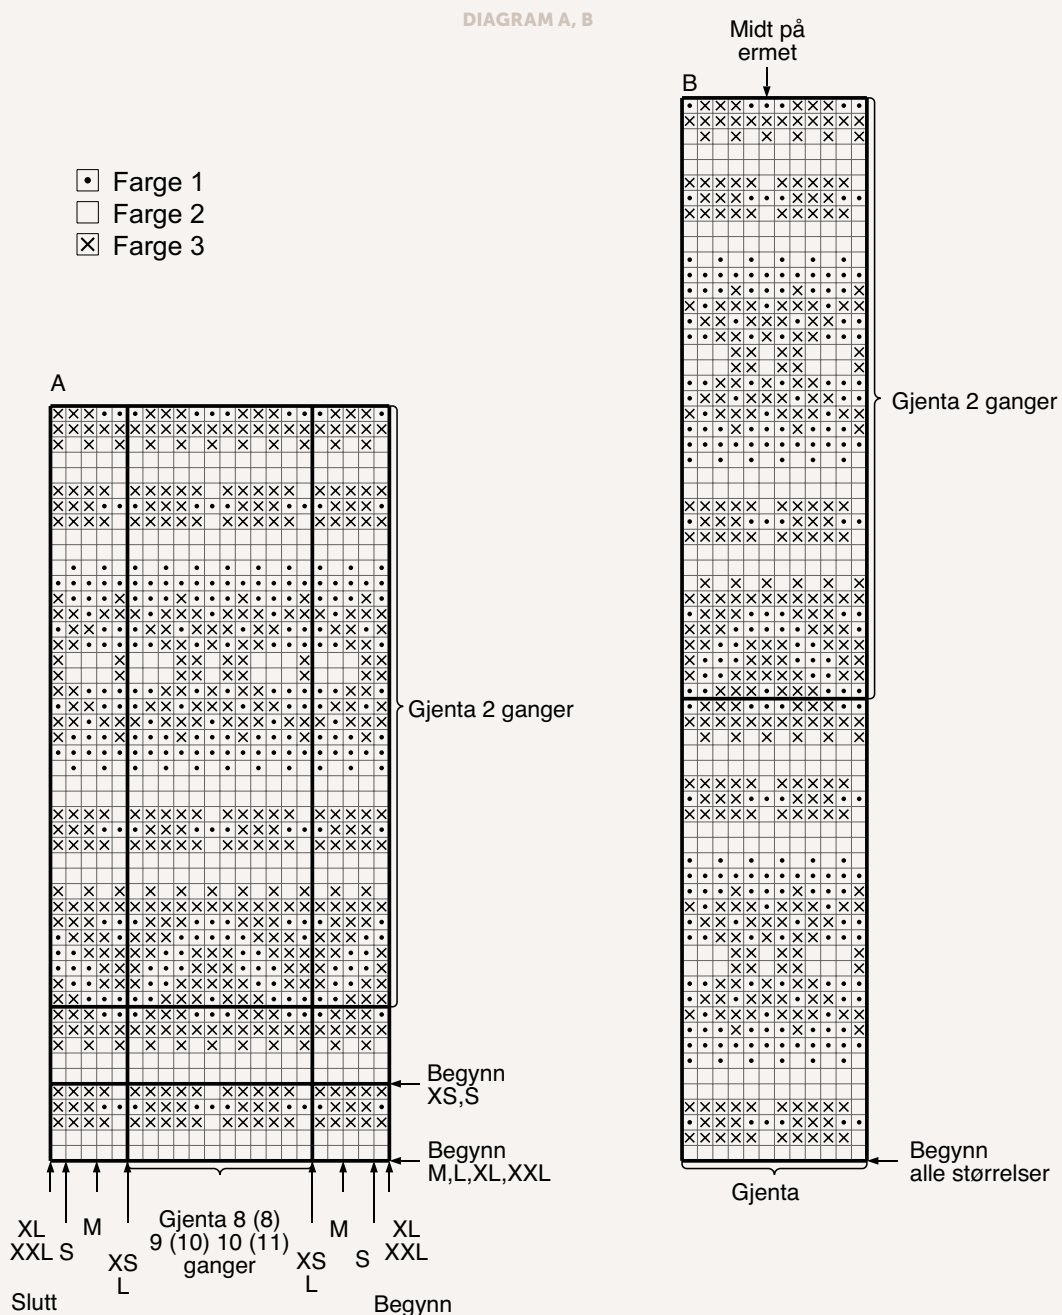 DIAGRAM A, B
Midt på
ermet
B
Farge 1
Farge 2
Farge 3
Gjenta 2 ganger
A
Gjenta 2 ganger
Begynn
XS,S
Begynn
M,L,XL,XXL
Begynn
alle størrelser
Gjenta
XL
XXL
S
M
XS
L
Gjenta 8 (8)
9 (10) 10 (11)
ganger
XS
L
M
S
XL
XXL
Slutt
Begynn